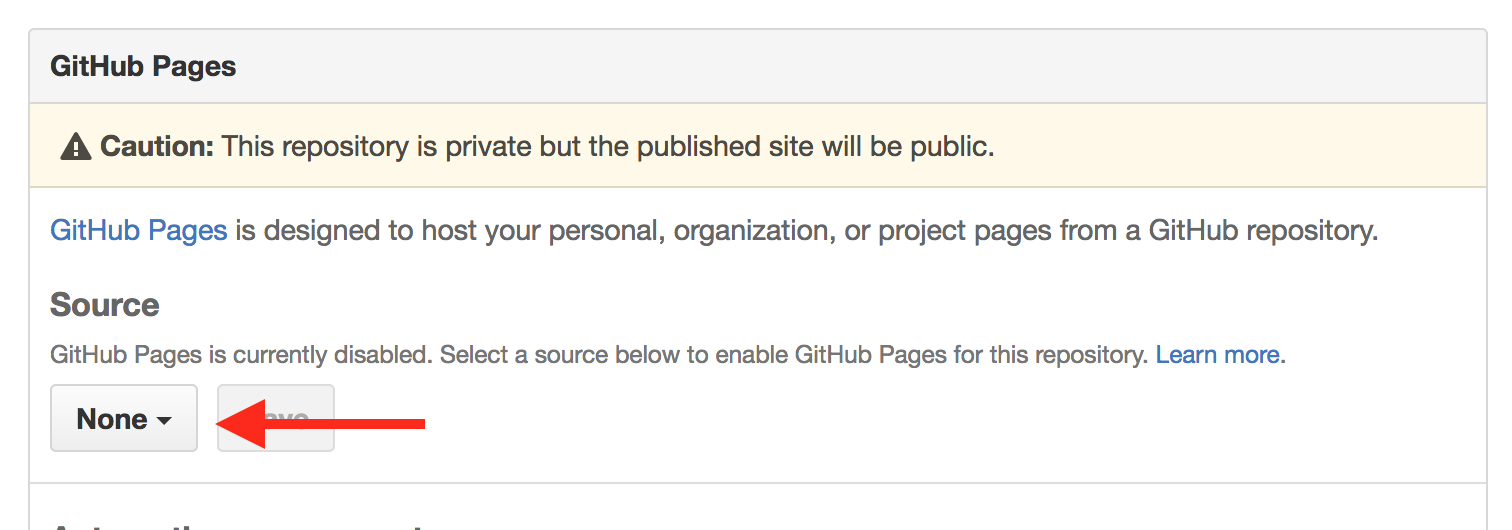 GitHub Pages
Caution: This repository is private but the published site will be public.
GitHub Pages is designed to host your personal, organization, or project pages from a GitHub repository.
Source
GitHub Pages is currently disabled. Select a source below to enable GitHub Pages for this repository. Learn more.
None